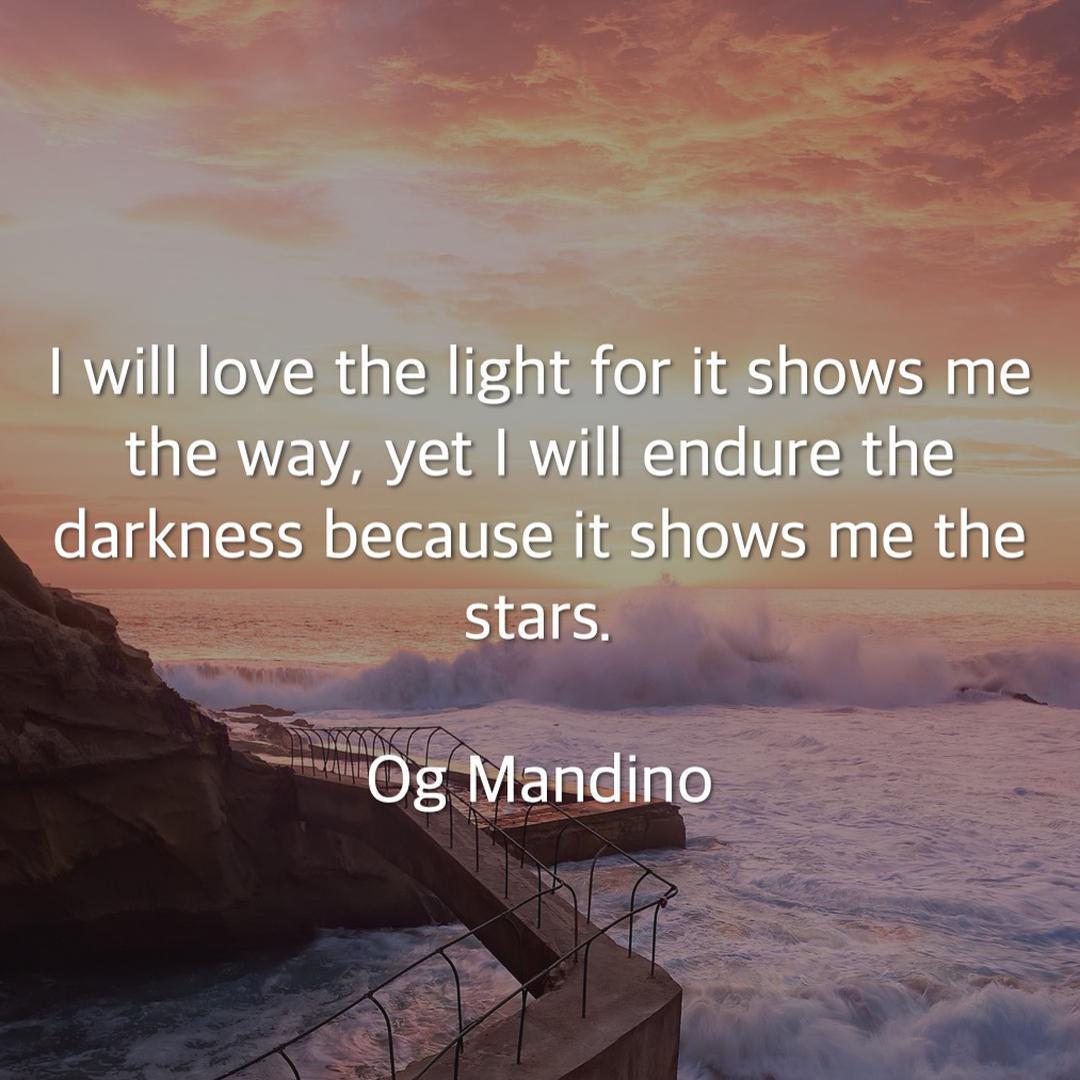 I will love the light for it shows me
the way, yet I will endure the
darkness because it shows me the
stars.
Og Mandino